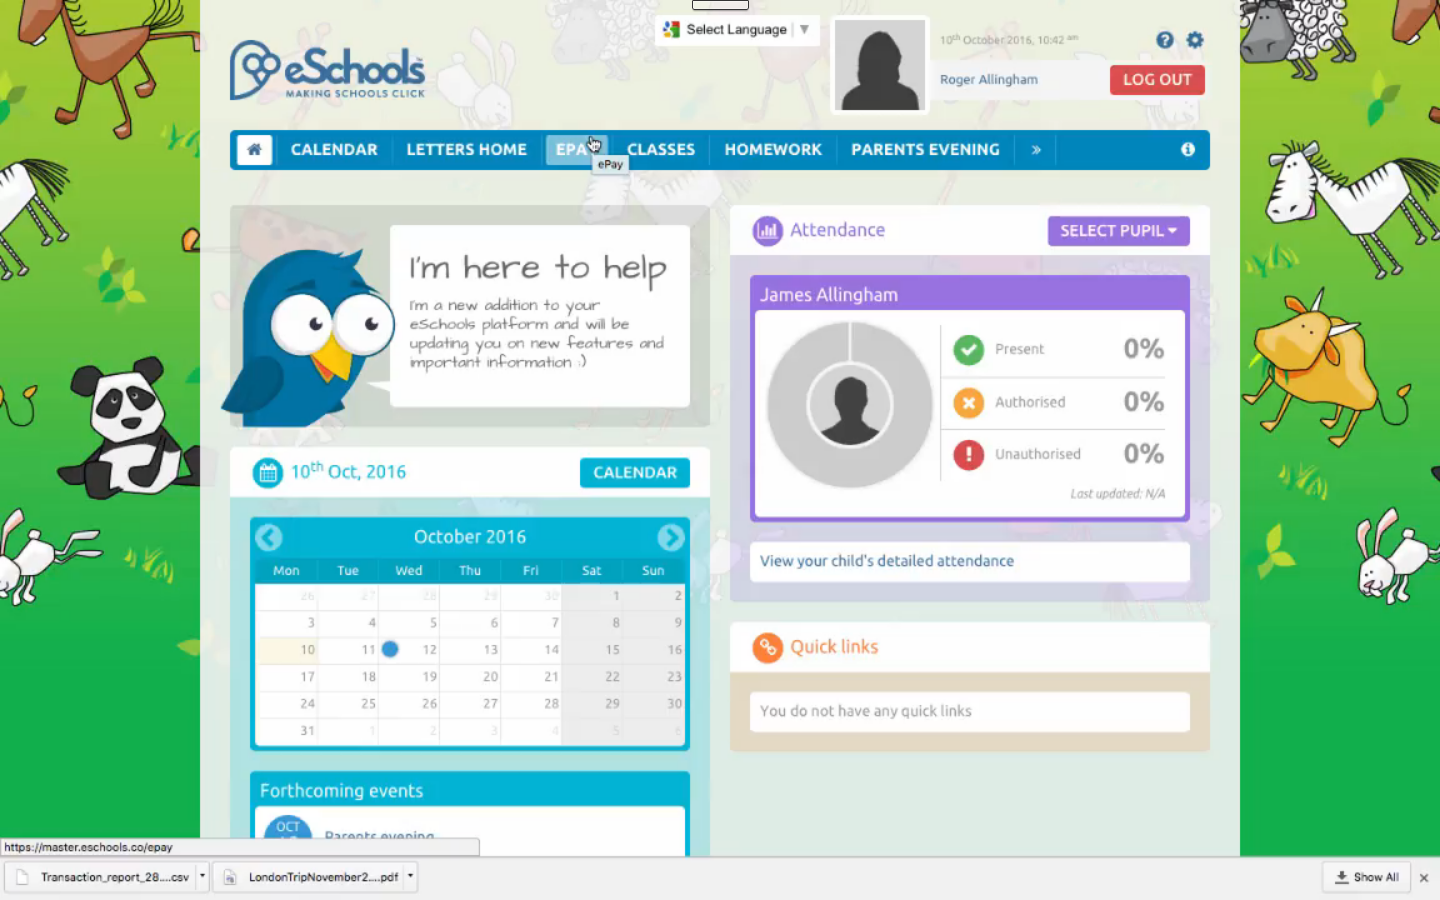 Select Language
10th October 2016, 10:42 am
eSchools
MAKING SCHOOLS CLICK
Roger Allingham
LOG OUT
CALENDAR
LETTERS HOME
ePay
CLASSES
HOMEWORK
PARENTS EVENING
»
I'm here to help
I'm a new addition to your
eSchools platform and will be
updating you on new features and
important information :)
Attendance
SELECT PUPIL
James Allingham
Present 0%
Authorised 0%
Unauthorised 0%
Last updated: N/A
View your child's detailed attendance
Quick links
You do not have any quick links
10th Oct, 2016
CALENDAR
October 2016
Mon Tue Wed Thu Fri Sat Sun
26 27 28 29 30 1 2
3 4 5 6 7 8 9
10 11 12 13 14 15 16
17 18 19 20 21 22 23
24 25 26 27 28 29 30
31 1 2 3 4 5 6
Forthcoming events
OCT
Parents evening
https://master.eschools.co/epay
Transaction_report_28....csv
LondonTripNovember2....pdf
Show All